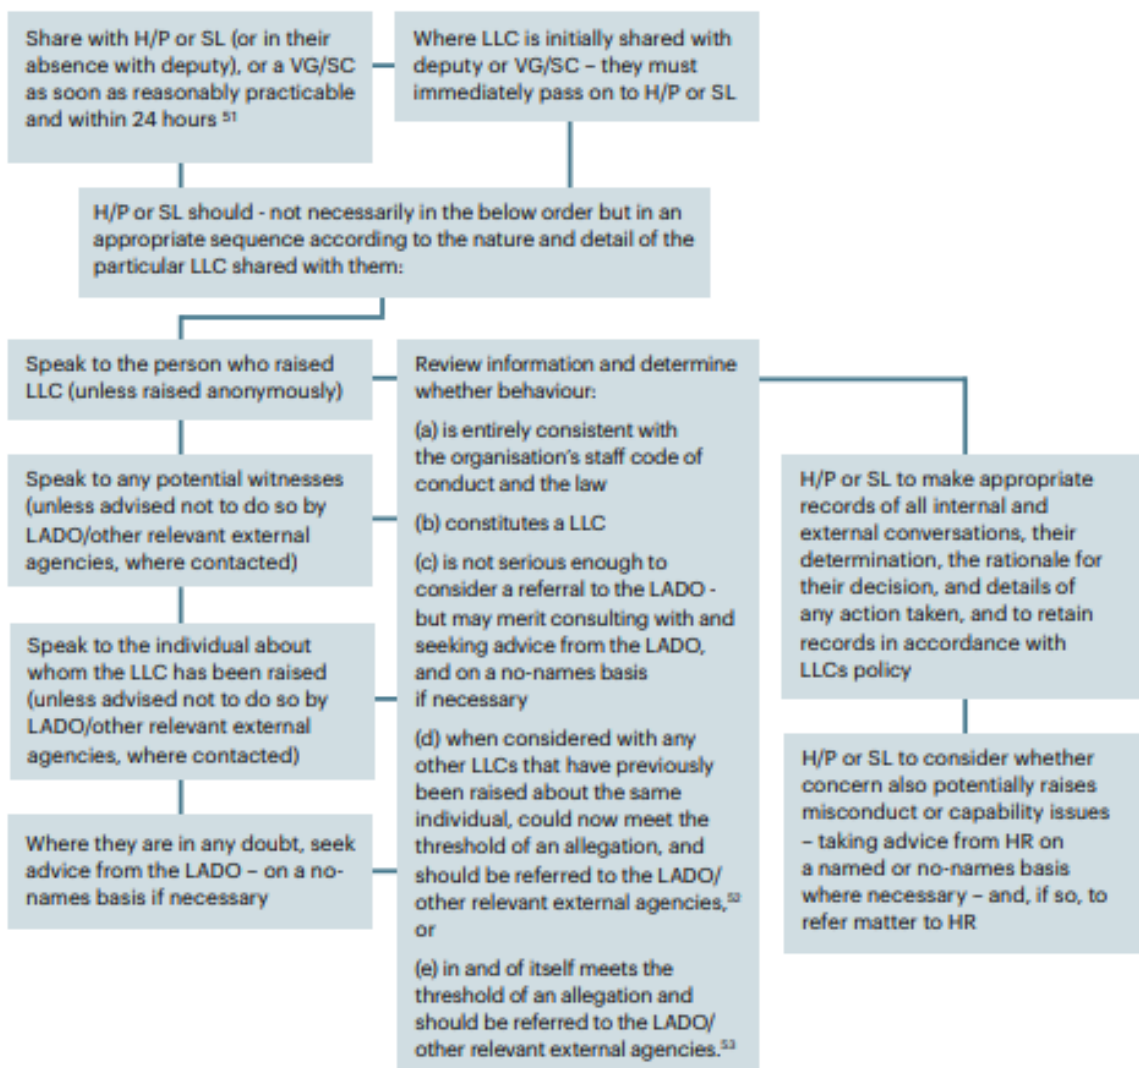 Share with H/P or SL (or in their
absence with deputy), or a VG/SC
as soon as reasonably practicable
and within 24 hours 51
Where LLC is initially shared with
deputy or VG/SC – they must
immediately pass on to H/P or SL
H/P or SL should - not necessarily in the below order but in an
appropriate sequence according to the nature and detail of the
particular LLC shared with them:
Speak to the person who raised
LLC (unless raised anonymously)
Speak to any potential witnesses
(unless advised not to do so by
LADO/other relevant external
agencies, where contacted)
Speak to the individual about
whom the LLC has been raised
(unless advised not to do so by
LADO/other relevant external
agencies, where contacted)
Where they are in any doubt, seek
advice from the LADO – on a no-
names basis if necessary
Review information and determine
whether behaviour:
(a) is entirely consistent with
the organisation's staff code of
conduct and the law
(b) constitutes a LLC
(c) is not serious enough to
consider a referral to the LADO -
but may merit consulting with and
seeking advice from the LADO,
and on a no-names basis
if necessary
(d) when considered with any
other LLCs that have previously
been raised about the same
individual, could now meet the
threshold of an allegation, and
should be referred to the LADO/
other relevant external agencies,52
or
(e) in and of itself meets the
threshold of an allegation and
should be referred to the LADO/
other relevant external agencies.53
H/P or SL to make appropriate
records of all internal and
external conversations, their
determination, the rationale for
their decision, and details of
any action taken, and to retain
records in accordance with
LLCs policy
H/P or SL to consider whether
concern also potentially raises
misconduct or capability issues
– taking advice from HR on
a named or no-names basis
where necessary – and, if so, to
refer matter to HR